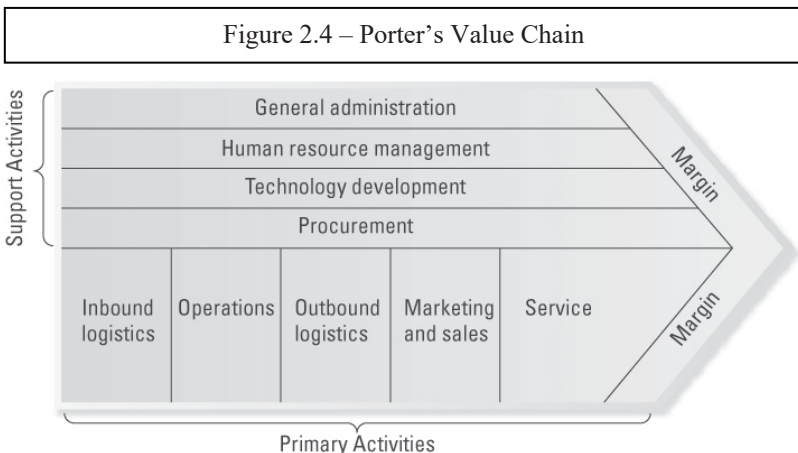 Figure 2.4 – Porter's Value Chain
Support Activities
General administration
Human resource management
Technology development
Procurement
Margin
Inbound
logistics
Operations
Outbound
logistics
Marketing
and sales
Service
Margin
Primary Activities